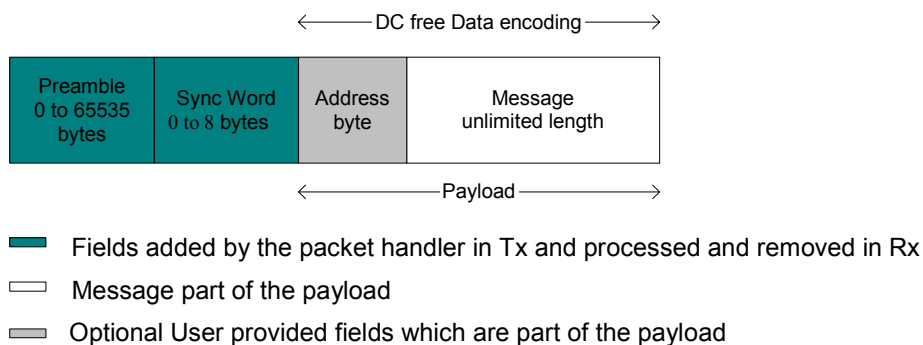 DC free Data encoding
Preamble
0 to 65535
bytes
Sync Word
0 to 8 bytes
Address
byte
Message
unlimited length
Payload
Fields added by the packet handler in Tx and processed and removed in Rx
Message part of the payload
Optional User provided fields which are part of the payload